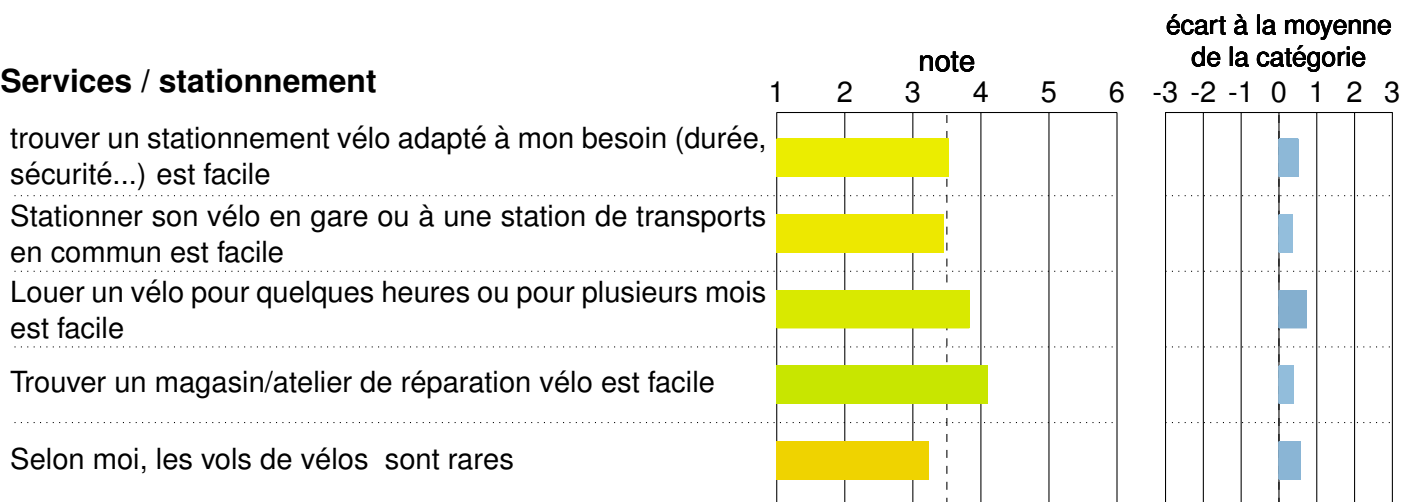 écart à la moyenne
de la catégorie
note
Services / stationnement
1 2 3 4 5 6
-3 -2 -1 0 1 2 3
trouver un stationnement vélo adapté à mon besoin (durée,
sécurité...) est facile
Stationner son vélo en gare ou à une station de transports
en commun est facile
Louer un vélo pour quelques heures ou pour plusieurs mois
est facile
Trouver un magasin/atelier de réparation vélo est facile
Selon moi, les vols de vélos sont rares